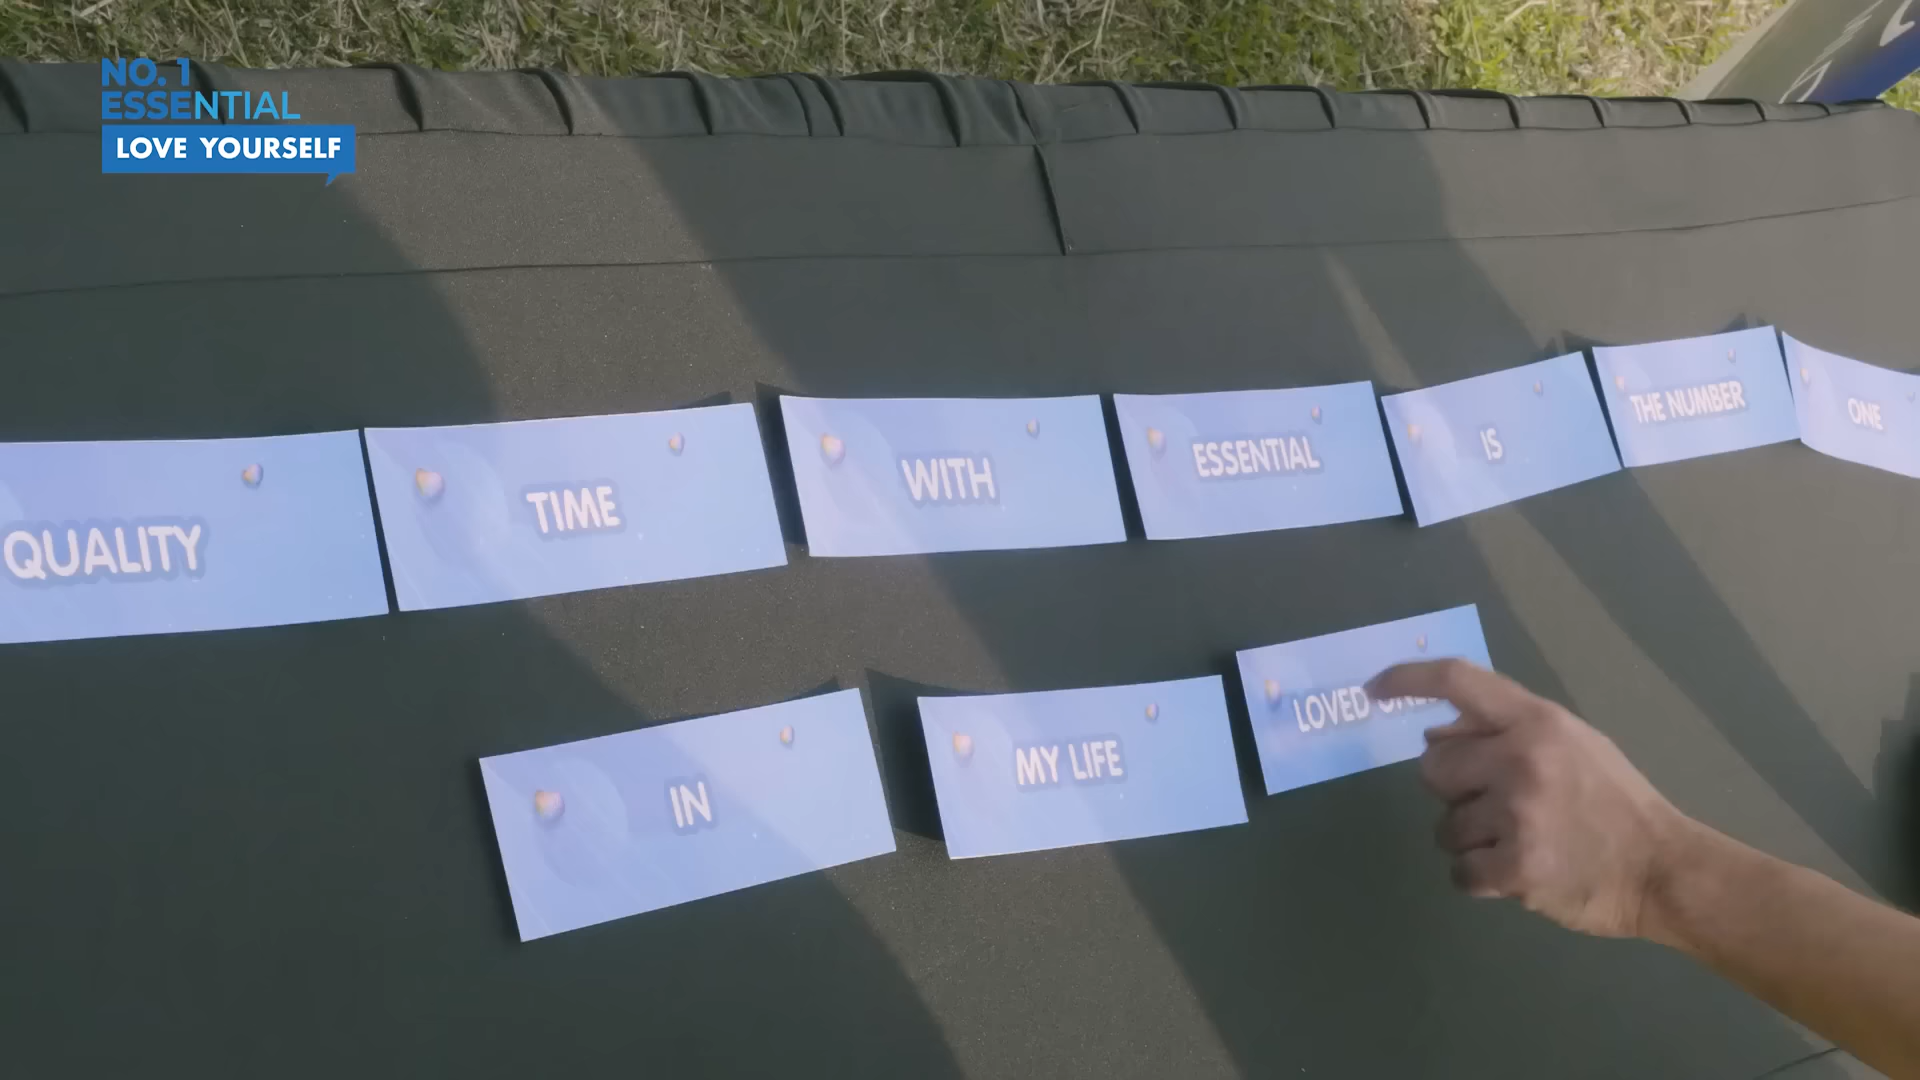 NO. 1
ESSENTIAL
LOVE YOURSELF
QUALITY TIME WITH ESSENTIAL IS THE NUMBER ONE
IN MY LIFE LOVED